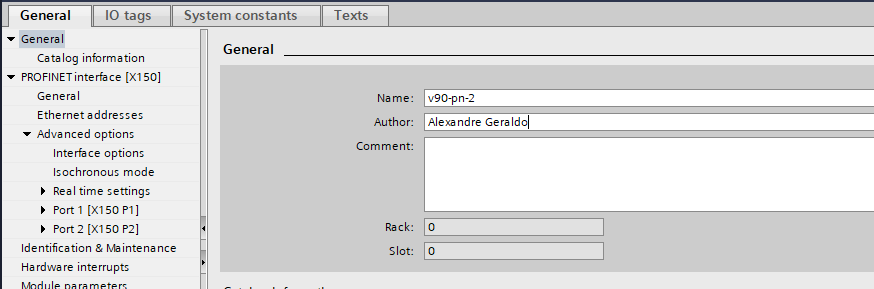 General IO tags System constants Texts
General
Catalog information
PROFINET interface [X150]
General
Ethernet addresses
Advanced options
Interface options
Isochronous mode
Real time settings
Port 1 [X150 P1]
Port 2 [X150 P2]
Identification & Maintenance
Hardware interrupts
Module parameters
General
Name: v90-pn-2
Author: Alexandre Geraldo
Comment:
Rack: 0
Slot: 0